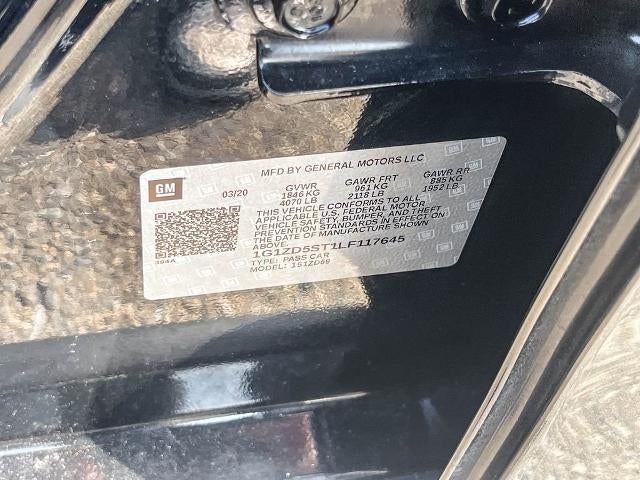 MFD BY GENERAL MOTORS LLC
GM
03/20 GVWR GAWR FRT GAWR RR
1846 KG 961 KG 885 KG
4070 LB 2118 LB 1952 LB
THIS VEHICLE CONFORMS TO ALL
APPLICABLE U.S. FEDERAL MOTOR
VEHICLE SAFETY, BUMPER, AND THEFT
PREVENTION STANDARDS IN EFFECT ON
THE DATE OF MANUFACTURE SHOWN
ABOVE.
394A
1G1ZD5ST1LF117645
TYPE: PASS CAR
MODEL: 1S1ZD69